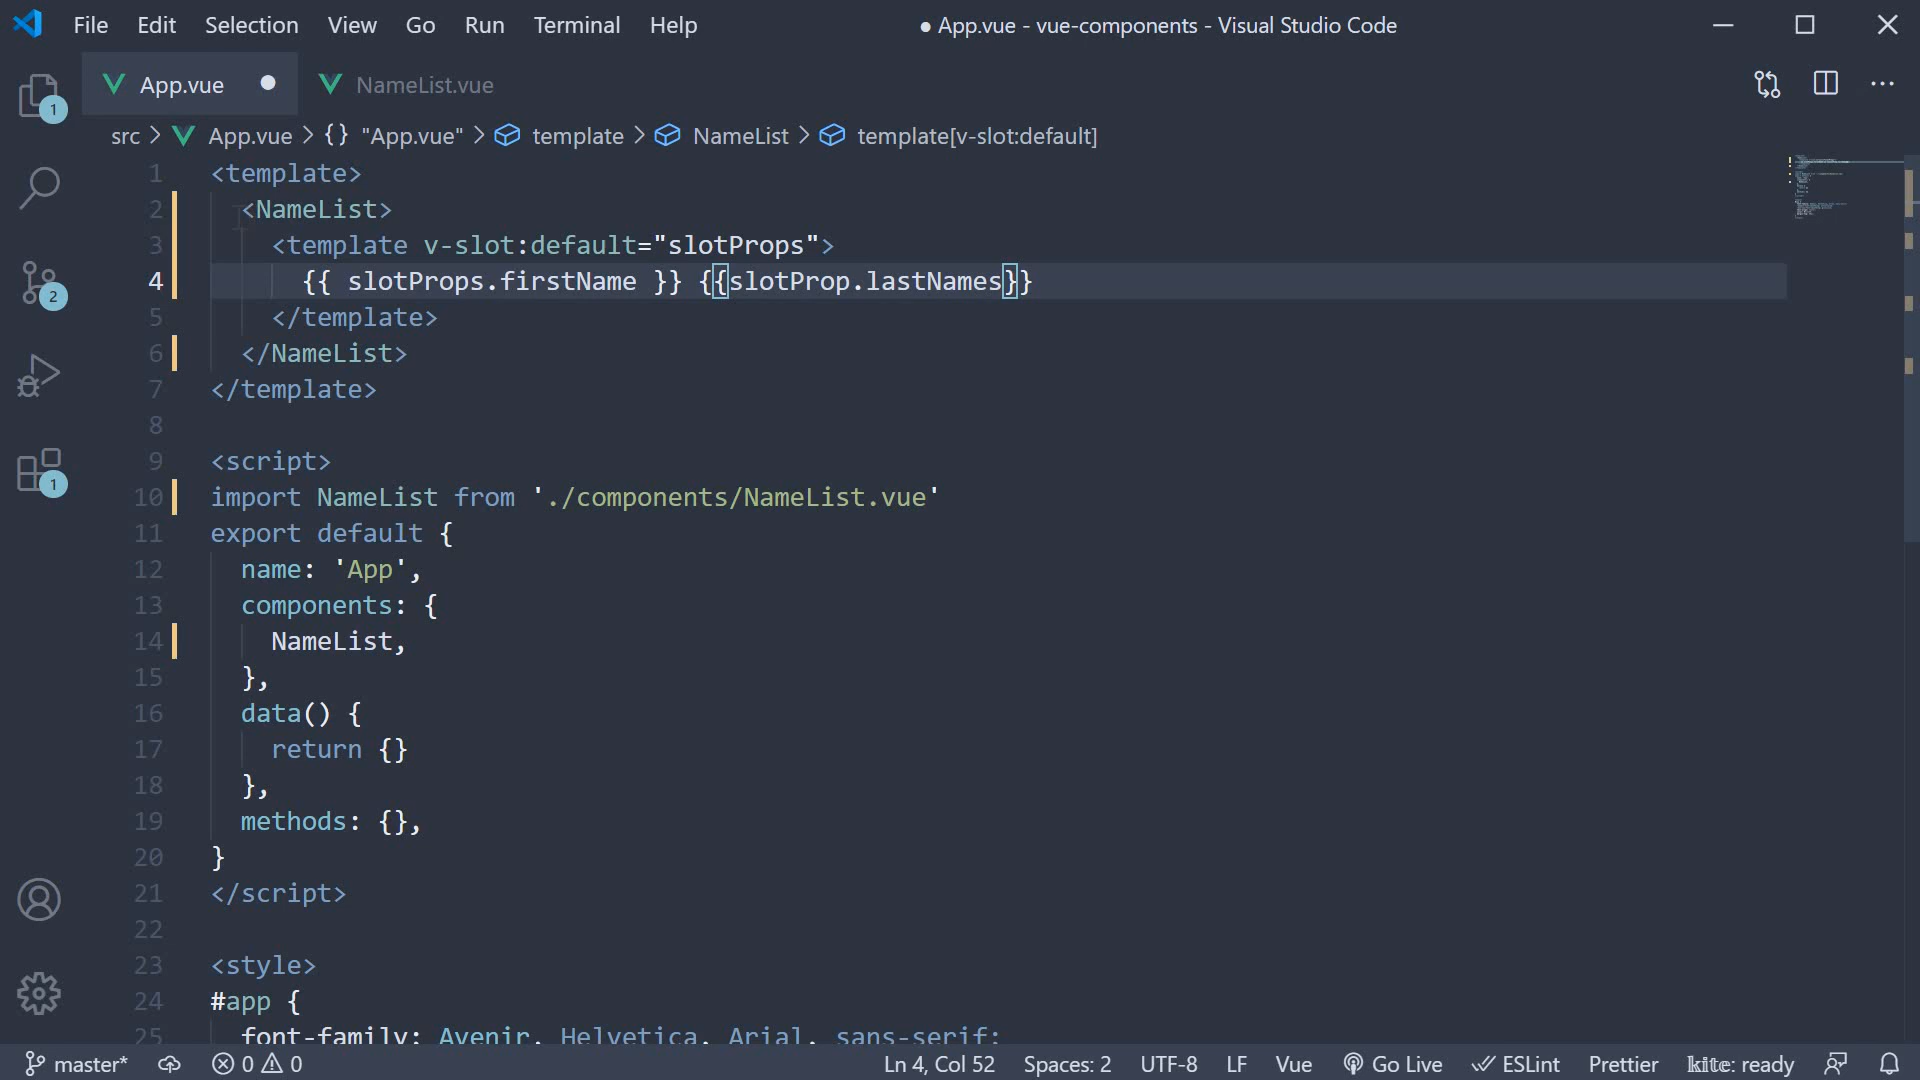 File Edit Selection View Go Run Terminal Help ● App.vue - vue-components - Visual Studio Code
App.vue ● NameList.vue
src > App.vue > {} "App.vue" > template > NameList > template[v-slot:default]
1 <template>
2 <NameList>
3 <template v-slot:default="slotProps">
4 {{ slotProps.firstName }} {{slotProp.lastNames}}
5 </template>
6 </NameList>
7 </template>
8
9 <script>
10 import NameList from './components/NameList.vue'
11 export default {
12 name: 'App',
13 components: {
14 NameList,
15 },
16 data() {
17 return {}
18 },
19 methods: {},
20 }
21 </script>
22
23 <style>
24 #app {
25 font-family: Avenir, Helvetica, Arial, sans-serif;
1
2
1
master* 0 0 Ln 4, Col 52 Spaces: 2 UTF-8 LF Vue Go Live ESLint Prettier kite: ready